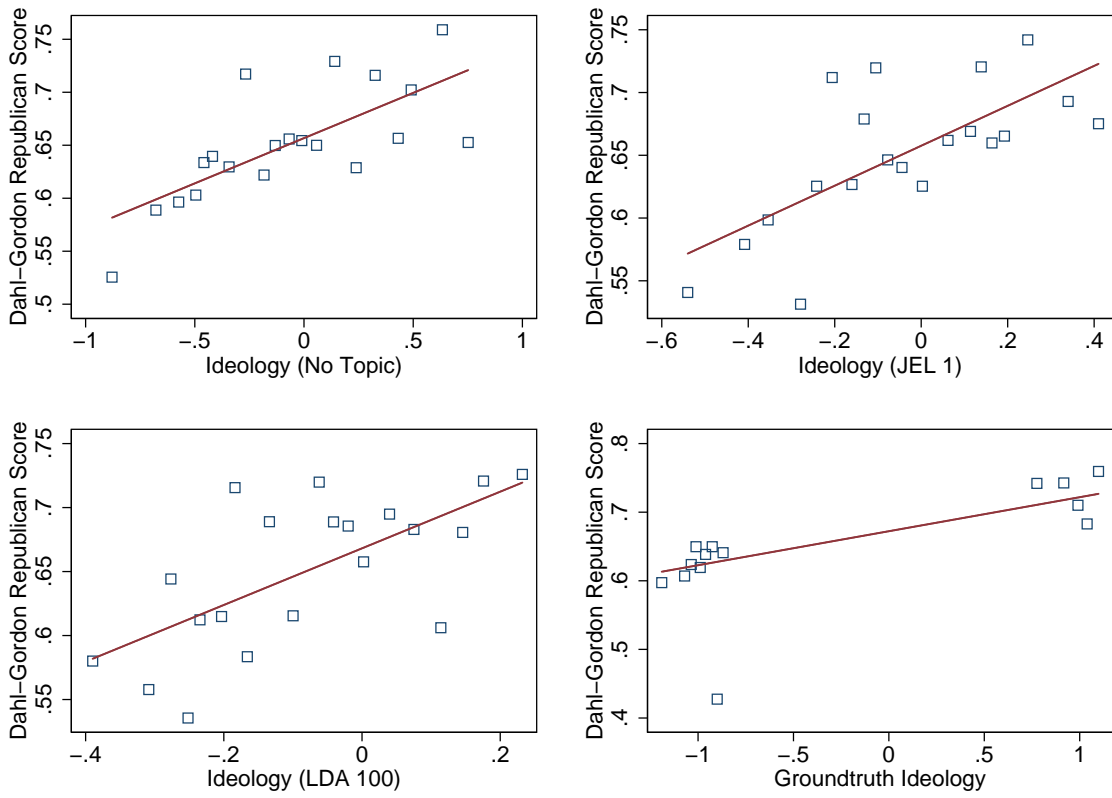 Dahl−Gordon Republican Score
.5 .55 .6 .65 .7 .75
−1 −.5 0 .5 1
Ideology (No Topic)
Dahl−Gordon Republican Score
.55 .6 .65 .7 .75
−.6 −.4 −.2 0 .2 .4
Ideology (JEL 1)
Dahl−Gordon Republican Score
.55 .6 .65 .7 .75
−.4 −.2 0 .2
Ideology (LDA 100)
Dahl−Gordon Republican Score
.4 .5 .6 .7 .8
−1 −.5 0 .5 1
Groundtruth Ideology